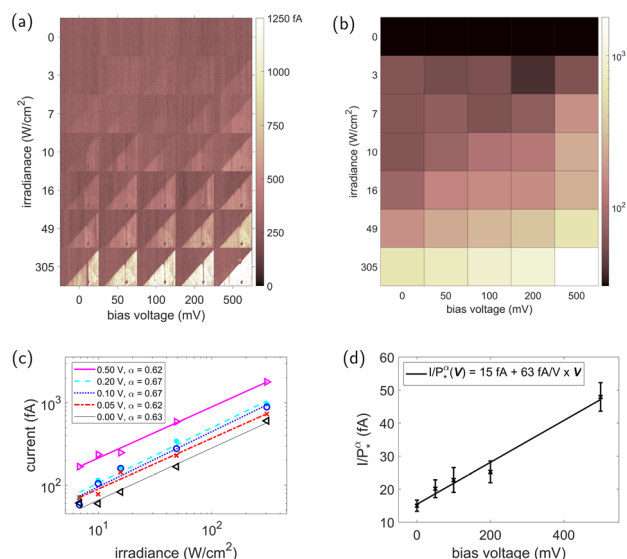 (a)
1250 fA
1000
750
500
250
0
irradianace (W/cm²)
0
3
7
10
16
49
305
0 50 100 200 500
bias voltage (mV)
(b)
10³
10²
irradiance (W/cm²)
0
3
7
10
16
49
305
0 50 100 200 500
bias voltage (mV)
(c)
0.50 V, α = 0.62
0.20 V, α = 0.67
0.10 V, α = 0.67
0.05 V, α = 0.62
0.00 V, α = 0.63
current (fA)
10³
10²
10¹ 10²
irradiance (W/cm²)
(d)
I/P*^α(V) = 15 fA + 63 fA/V x V
I/P*^α (fA)
60
50
40
30
20
10
0 200 400
bias voltage (mV)